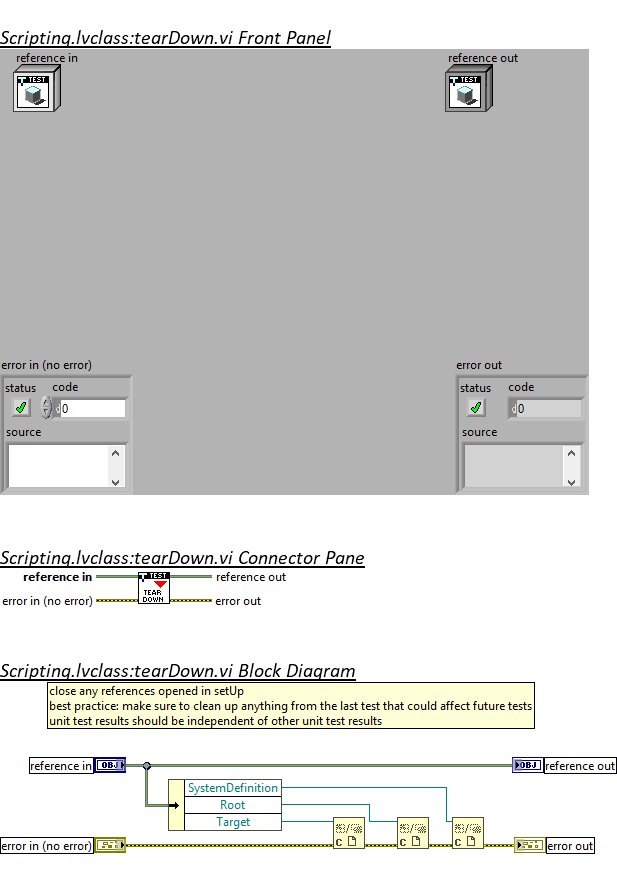 Scripting.lvclass:tearDown.vi Front Panel
reference in
reference out
TEST
TEST
error in (no error)
error out
status code
status code
d 0
d 0
source
source
Scripting.lvclass:tearDown.vi Connector Pane
reference in
TEST
reference out
error in (no error)
TEAR
DOWN
error out
Scripting.lvclass:tearDown.vi Block Diagram
close any references opened in setUp
best practice: make sure to clean up anything from the last test that could affect future tests
unit test results should be independent of other unit test results
reference in
OBJ
OBJ
reference out
SystemDefinition
Root
Target
C
C
C
error in (no error)
error out